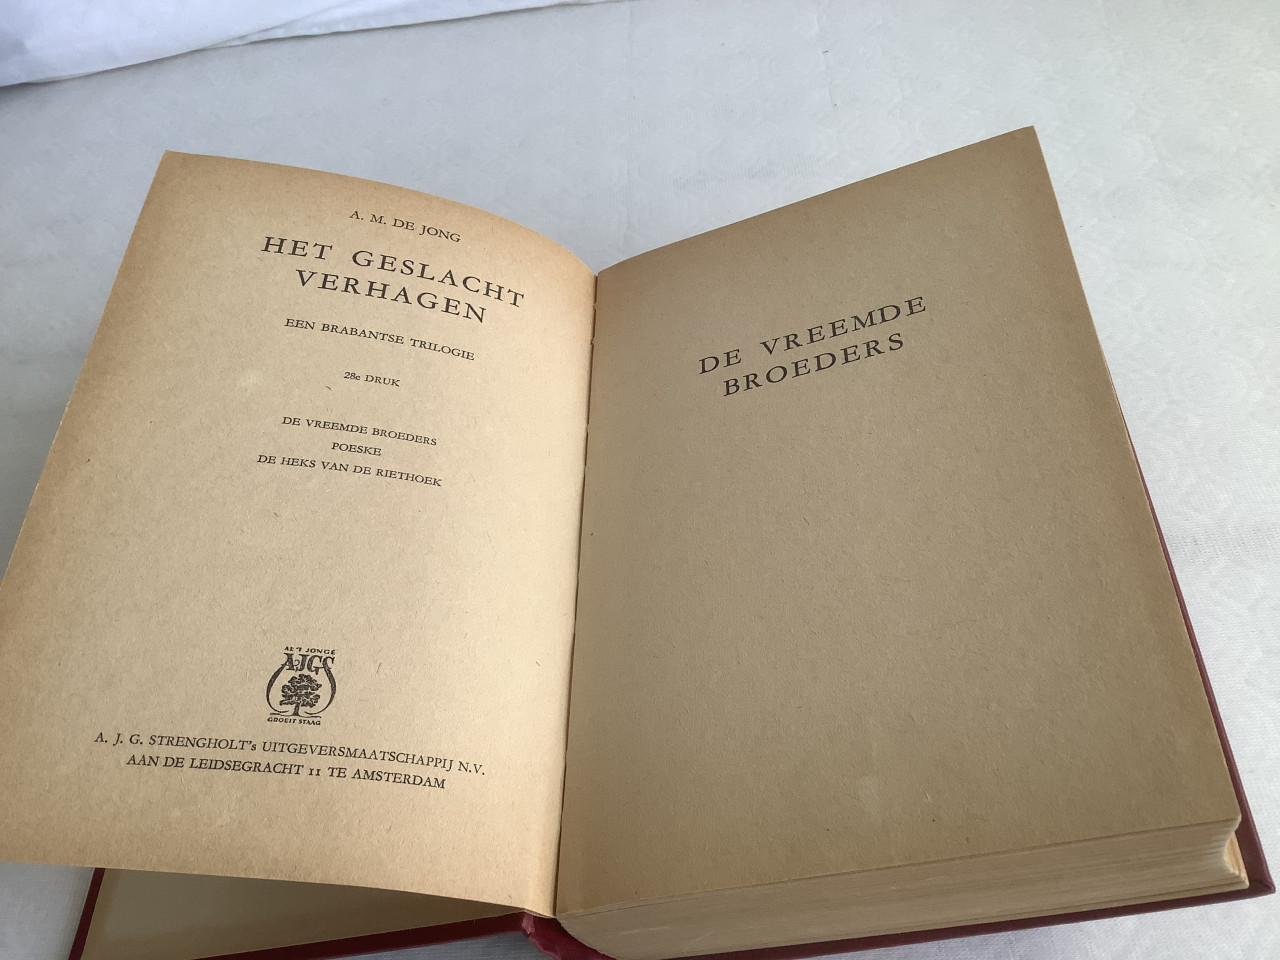 A. M. DE JONG
HET GESLACHT
VERHAGEN
EEN BRABANTSE TRILOGIE
28e DRUK
DE VREEMDE BROEDERS
POESKE
DE HEKS VAN DE RIETHOEK
AL 'T JONGE
AJGS
GROEIT STAAG
A. J. G. STRENGHOLT's UITGEVERSMAATSCHAPPIJ N.V.
AAN DE LEIDSEGRACHT 11 TE AMSTERDAM
DE VREEMDE
BROEDERS